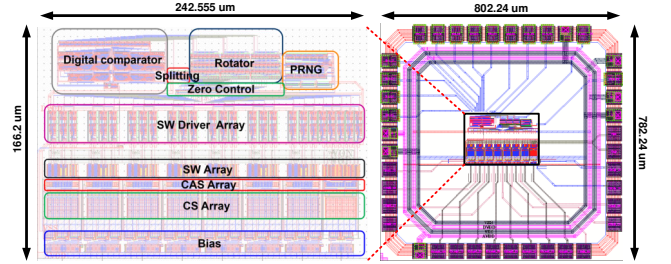 242.555 um
802.24 um
166.2 um
Digital comparator
Rotator
Splitting
PRNG
Zero Control
SW Driver Array
SW Array
CAS Array
CS Array
Bias
782.24 um